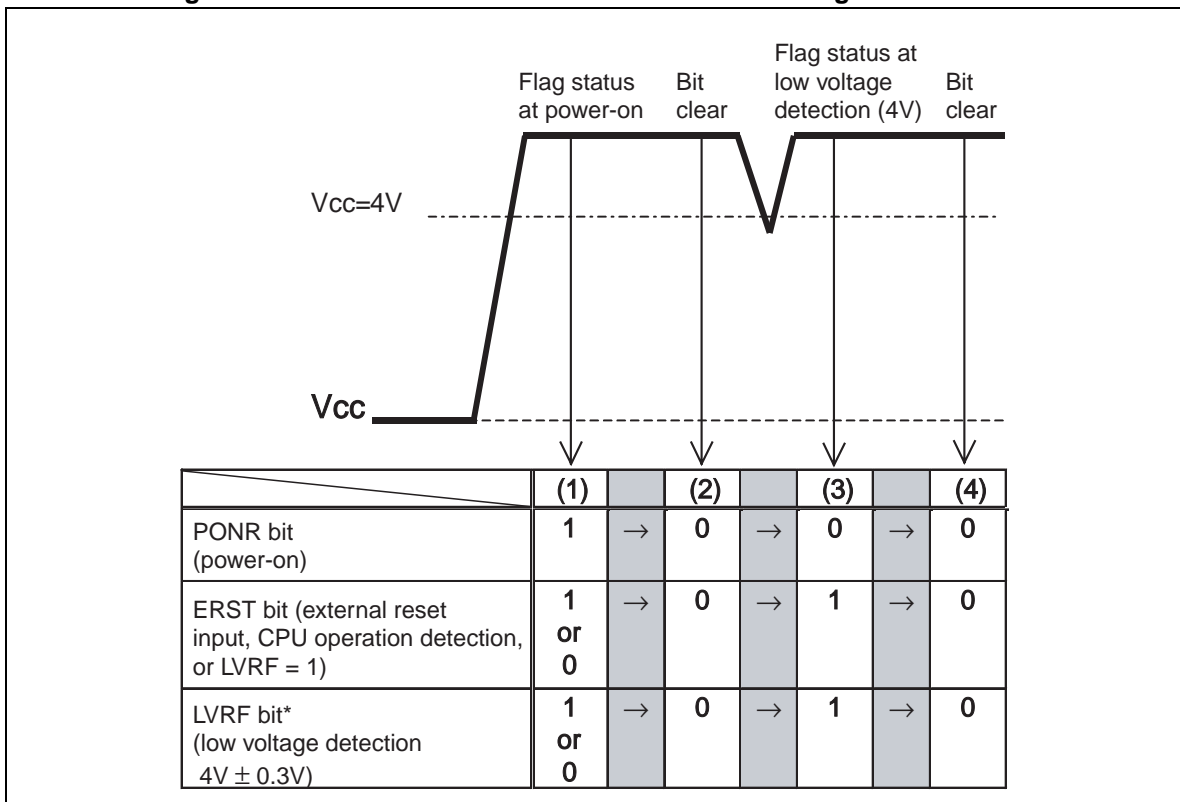 Flag status
at power-on
Bit
clear
Flag status at
low voltage
detection (4V)
Bit
clear
Vcc=4V
Vcc
(1) (2) (3) (4)
PONR bit
(power-on)
1 → 0 → 0 → 0
ERST bit (external reset
input, CPU operation detection,
or LVRF = 1)
1
or
0
→ 0 → 1 → 0
LVRF bit*
(low voltage detection
4V ± 0.3V)
1
or
0
→ 0 → 1 → 0